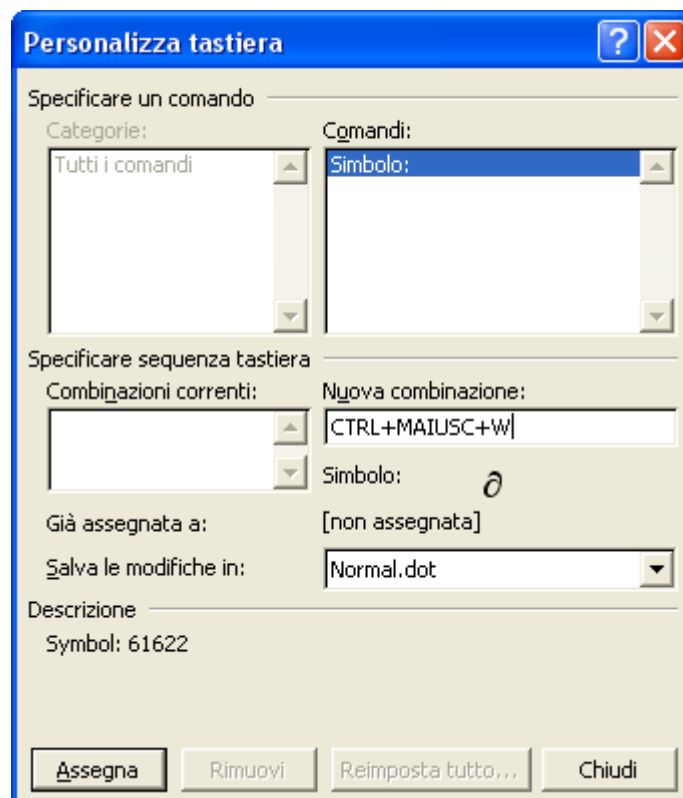 Personalizza tastiera
Specificare un comando
Categorie: Comandi:
Tutti i comandi Simbolo:
Specificare sequenza tastiera
Combinazioni correnti: Nuova combinazione:
CTRL+MAIUSC+W
Simbolo: ∂
Già assegnata a: [non assegnata]
Salva le modifiche in: Normal.dot
Descrizione
Symbol: 61622
Assegna Rimuovi Reimposta tutto... Chiudi